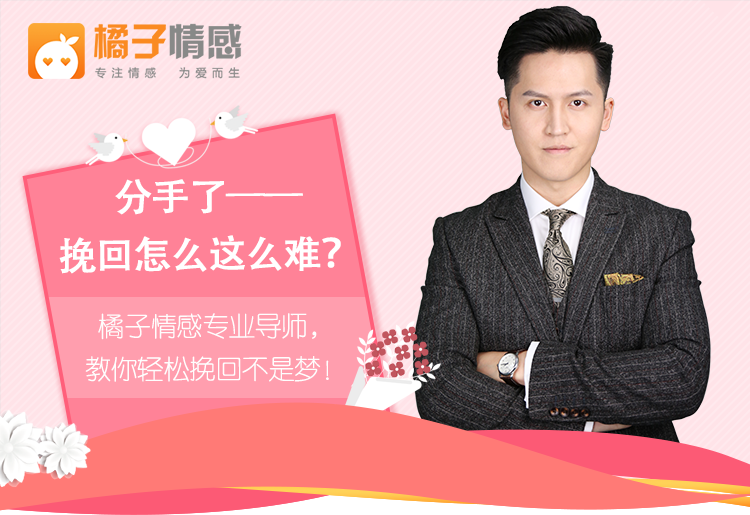 橘子情感
专注情感 为爱而生
分手了——
挽回怎么这么难？
橘子情感专业导师，
教你轻松挽回不是梦！